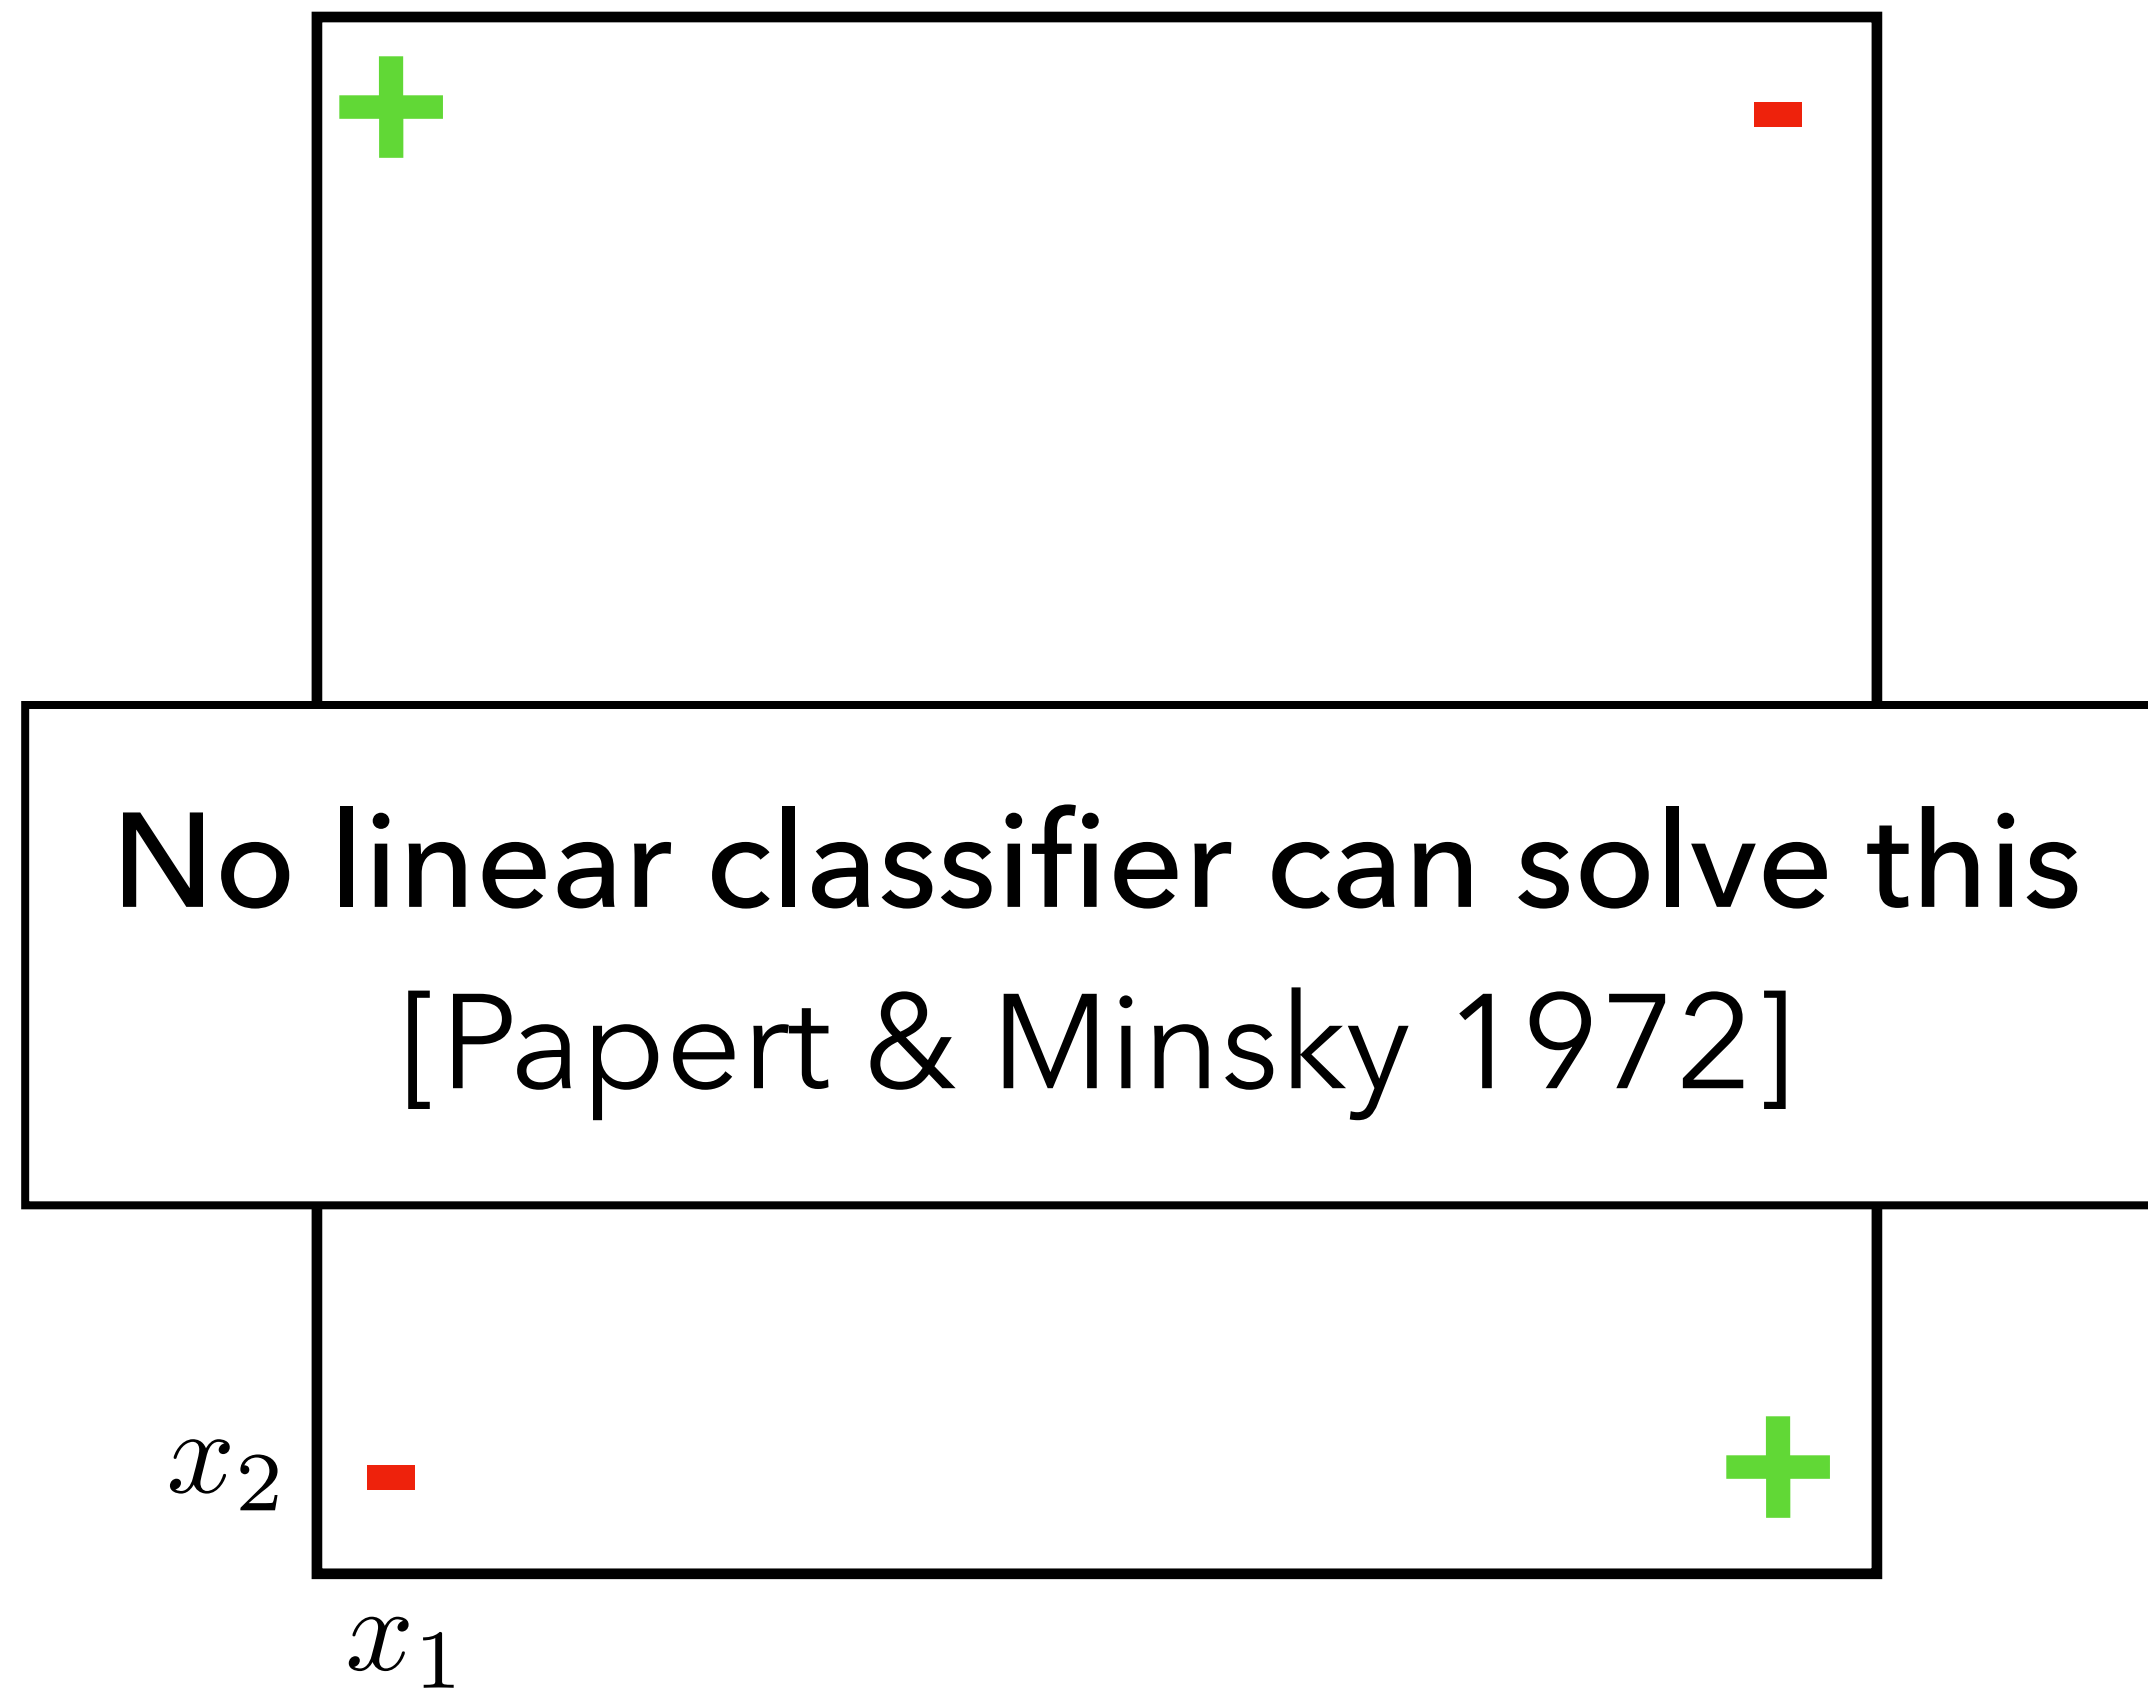 + -
No linear classifier can solve this
[Papert & Minsky 1972]
x₂ - +
x₁